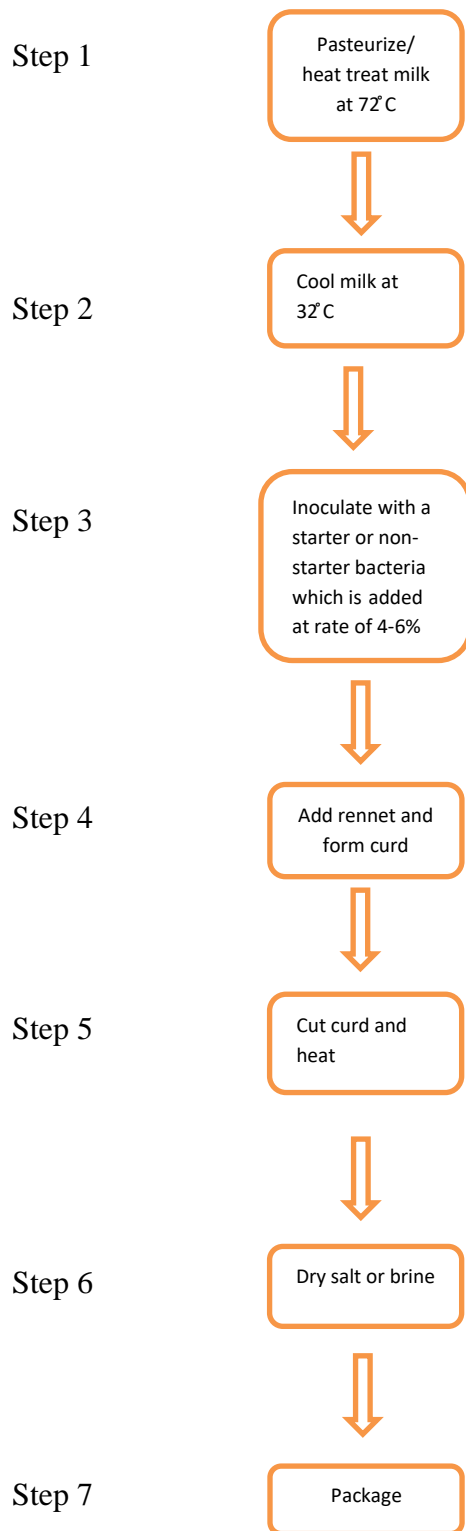 Step 1
Pasteurize/
heat treat milk
at 72°C
Step 2
Cool milk at
32°C
Step 3
Inoculate with a
starter or non-
starter bacteria
which is added
at rate of 4-6%
Step 4
Add rennet and
form curd
Step 5
Cut curd and
heat
Step 6
Dry salt or brine
Step 7
Package